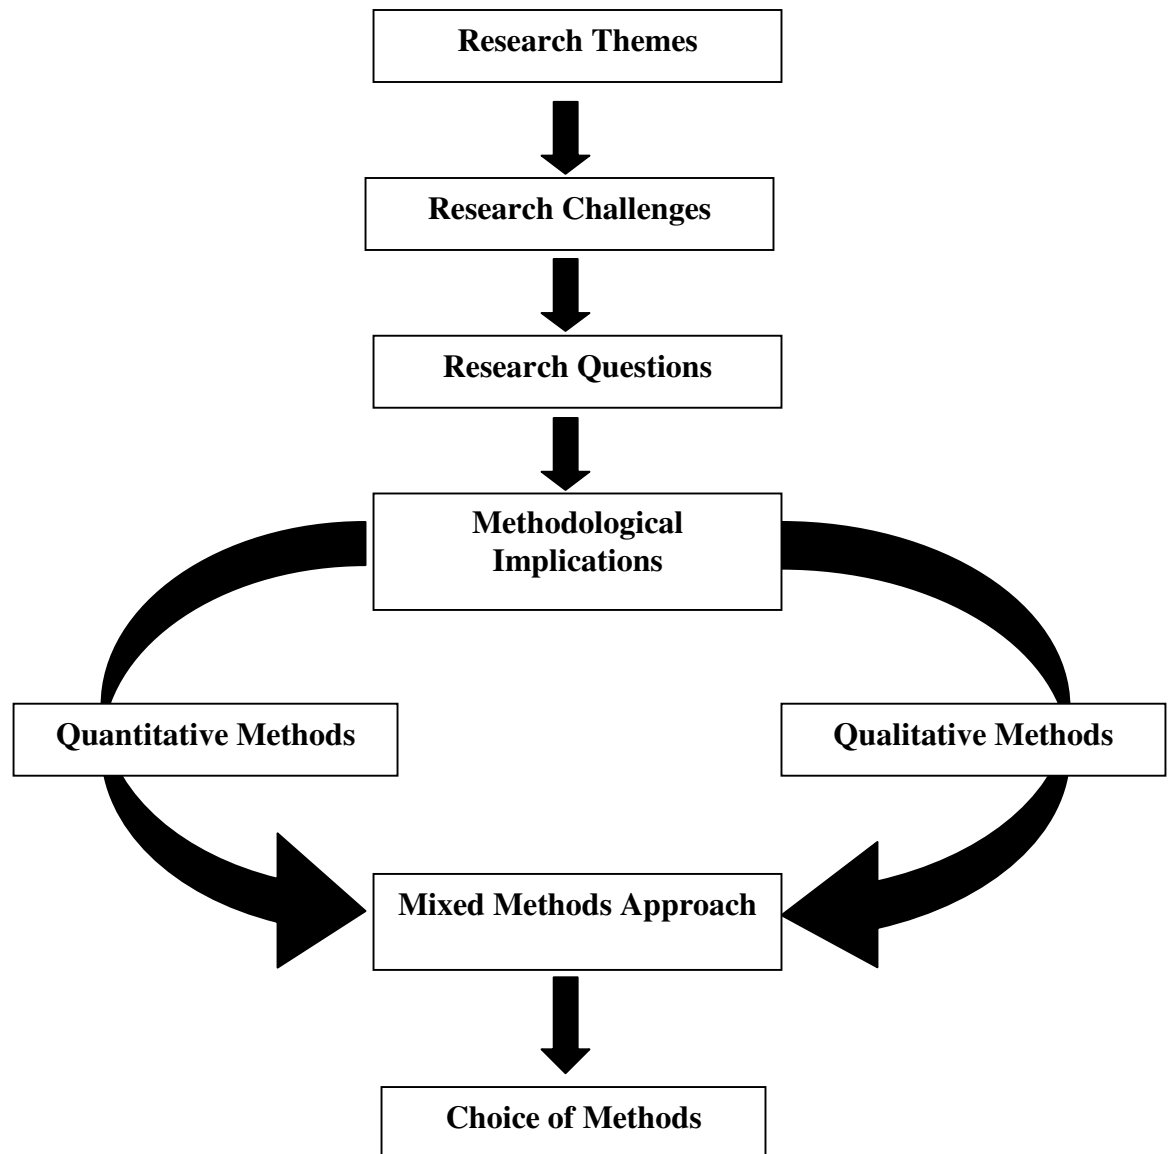 Research Themes
Research Challenges
Research Questions
Methodological
Implications
Quantitative Methods
Qualitative Methods
Mixed Methods Approach
Choice of Methods